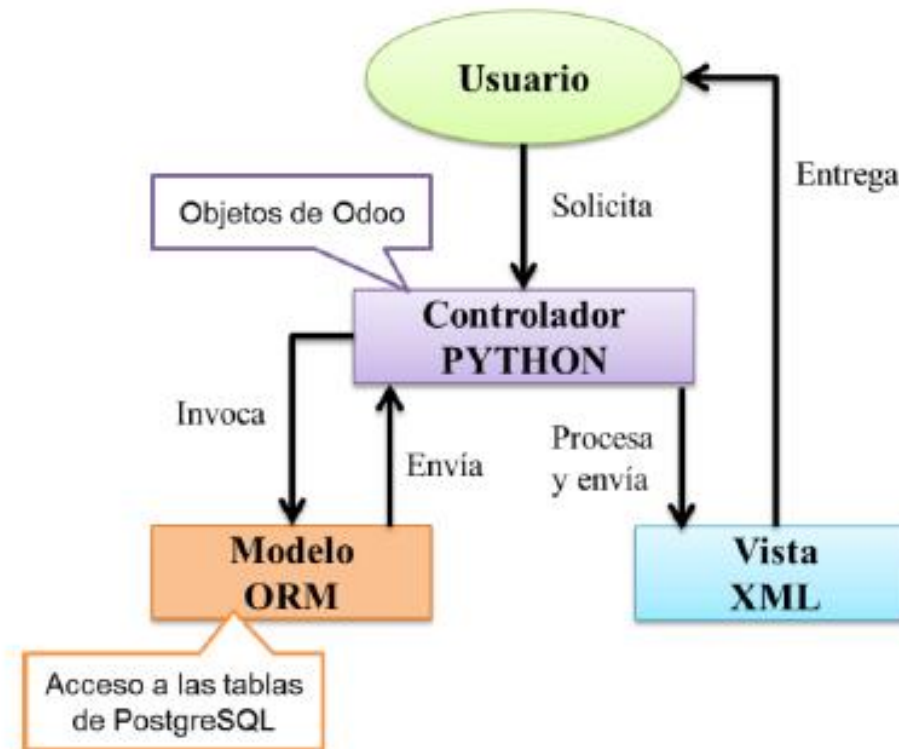 Usuario
Entrega
Solicita
Objetos de Odoo
Controlador
PYTHON
Invoca
Envía
Procesa
y envía
Modelo
ORM
Vista
XML
Acceso a las tablas
de PostgreSQL